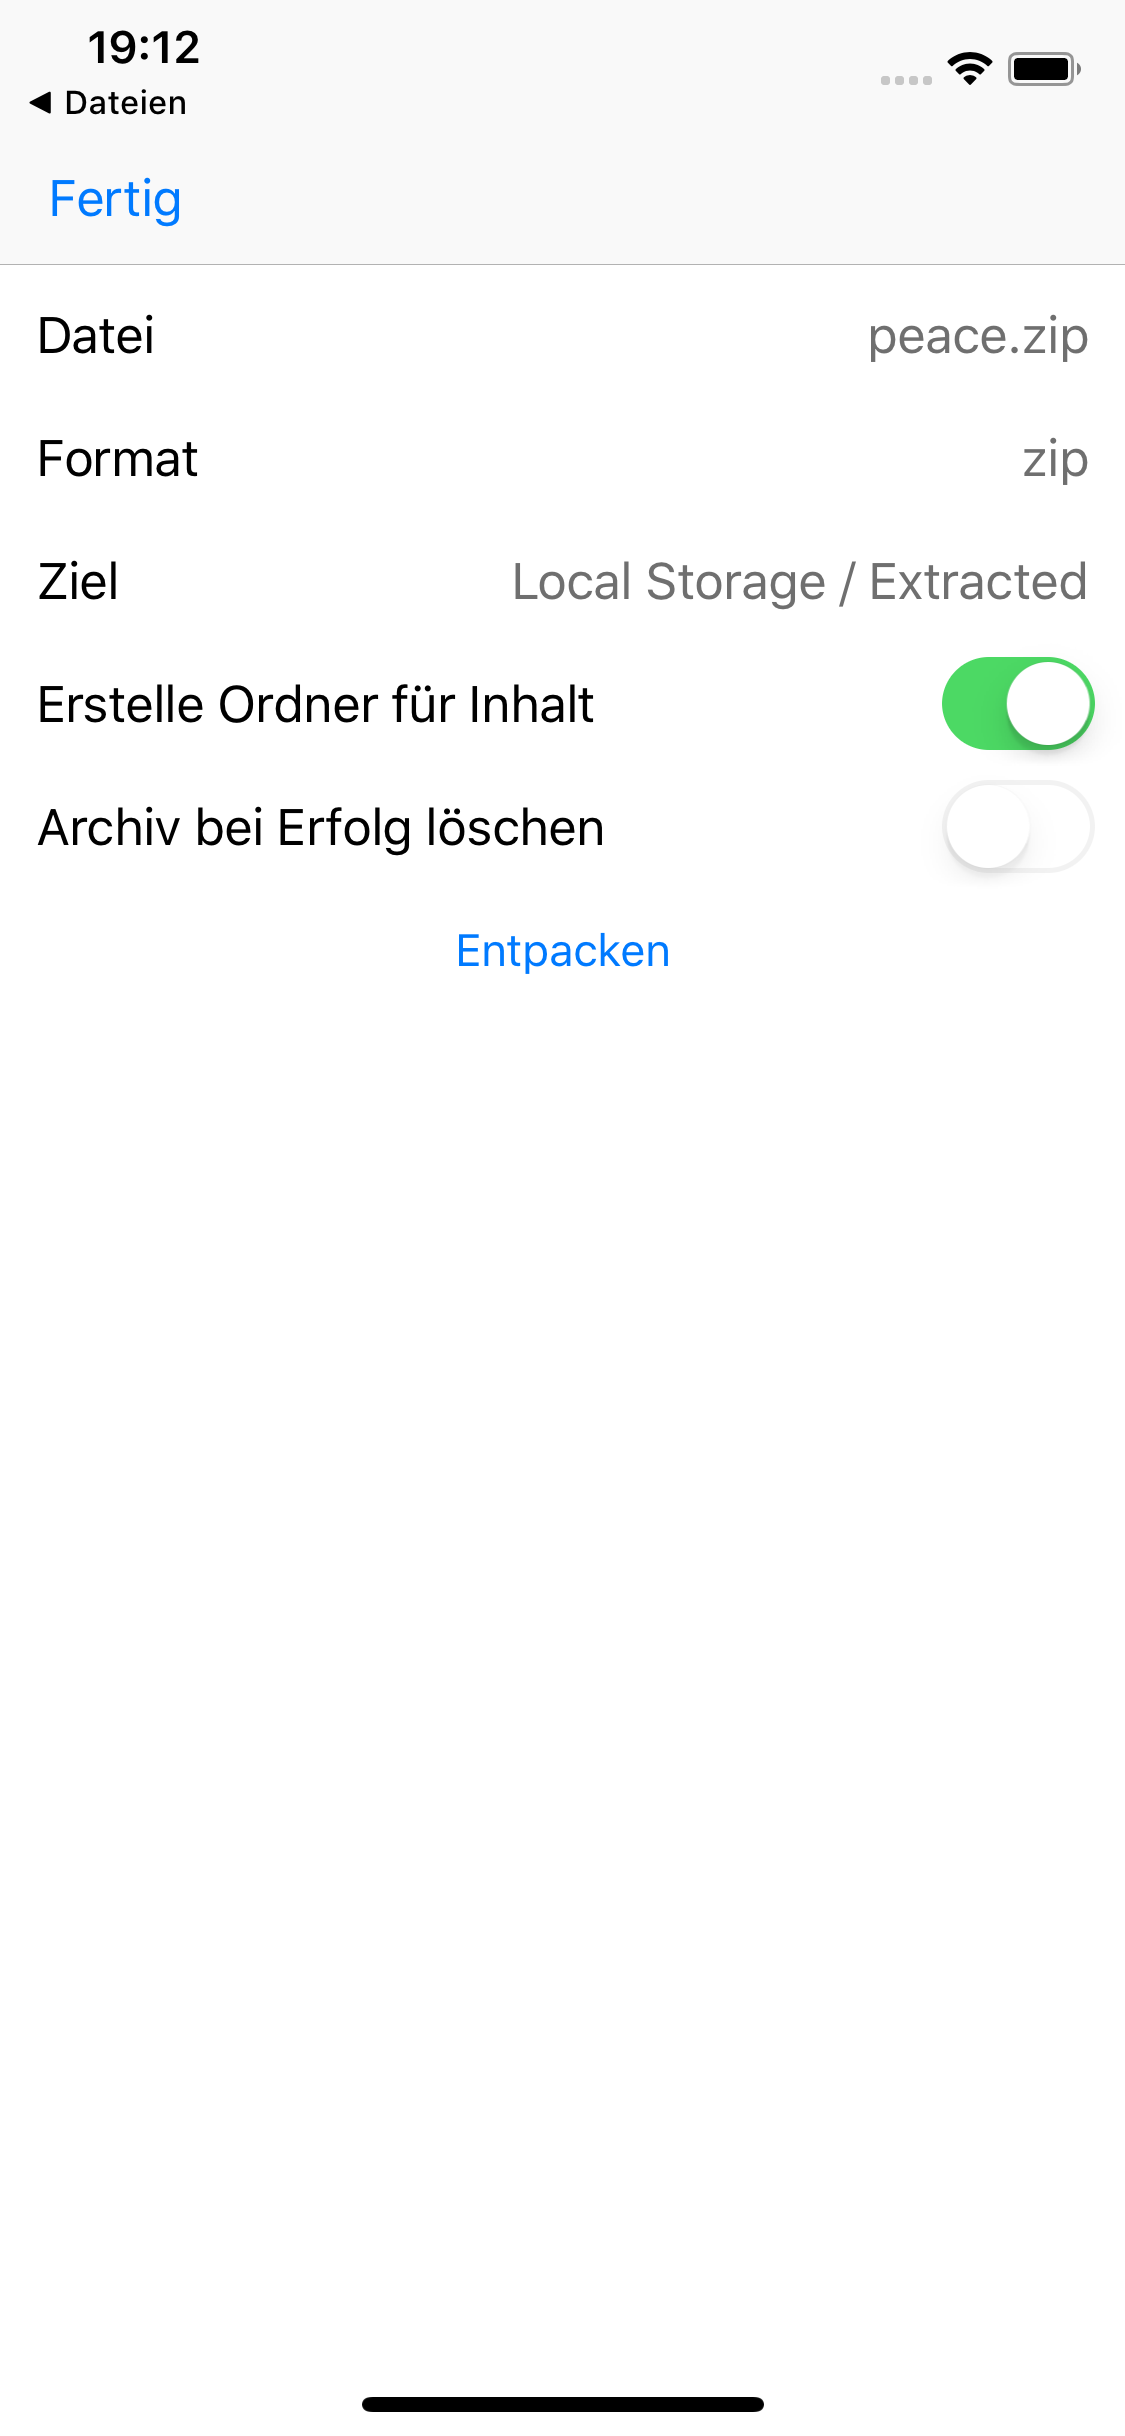 19:12
◀ Dateien
Fertig
Datei peace.zip
Format zip
Ziel Local Storage / Extracted
Erstelle Ordner für Inhalt
Archiv bei Erfolg löschen
Entpacken